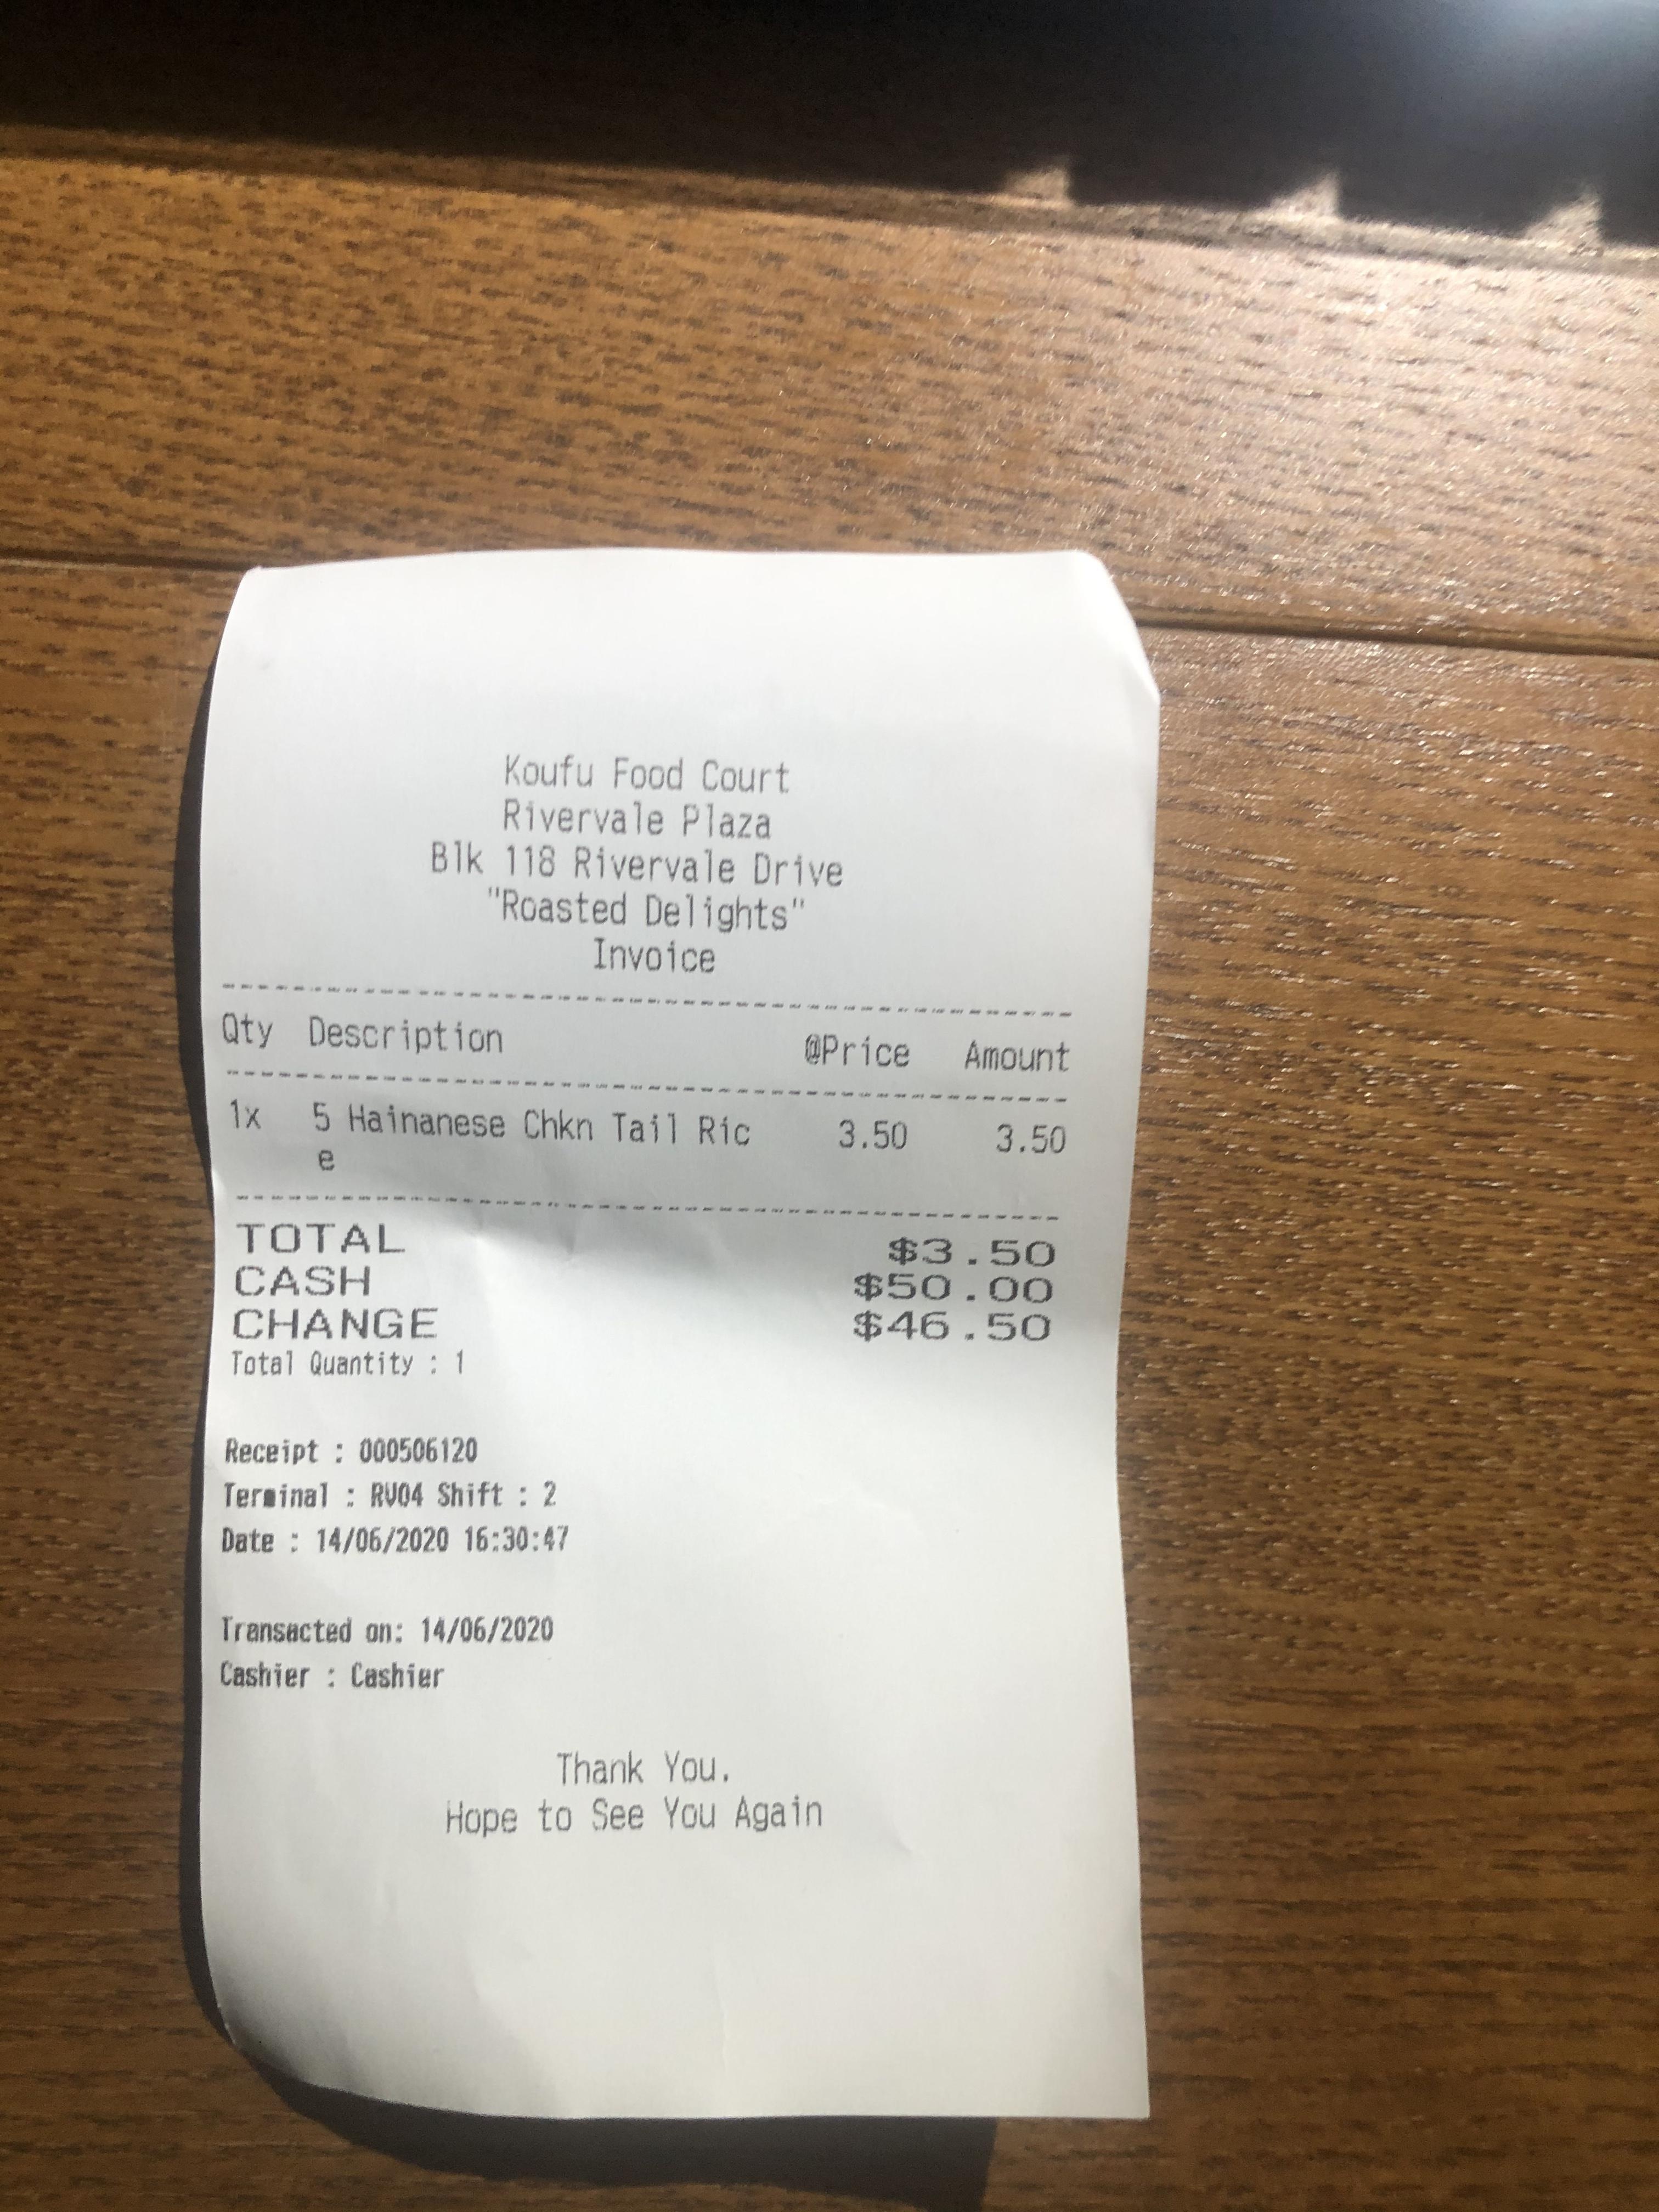 Koufu Food Court
Rivervale Plaza
Blk 118 Rivervale Drive
"Roasted Delights"
Invoice
Qty Description @Price Amount
1x 5 Hainanese Chkn Tail Ric 3.50 3.50
e
TOTAL $3.50
CASH $50.00
CHANGE $46.50
Total Quantity : 1
Receipt : 000506120
Terminal : RV04 Shift : 2
Date : 14/06/2020 16:30:47
Transacted on: 14/06/2020
Cashier : Cashier
Thank You.
Hope to See You Again